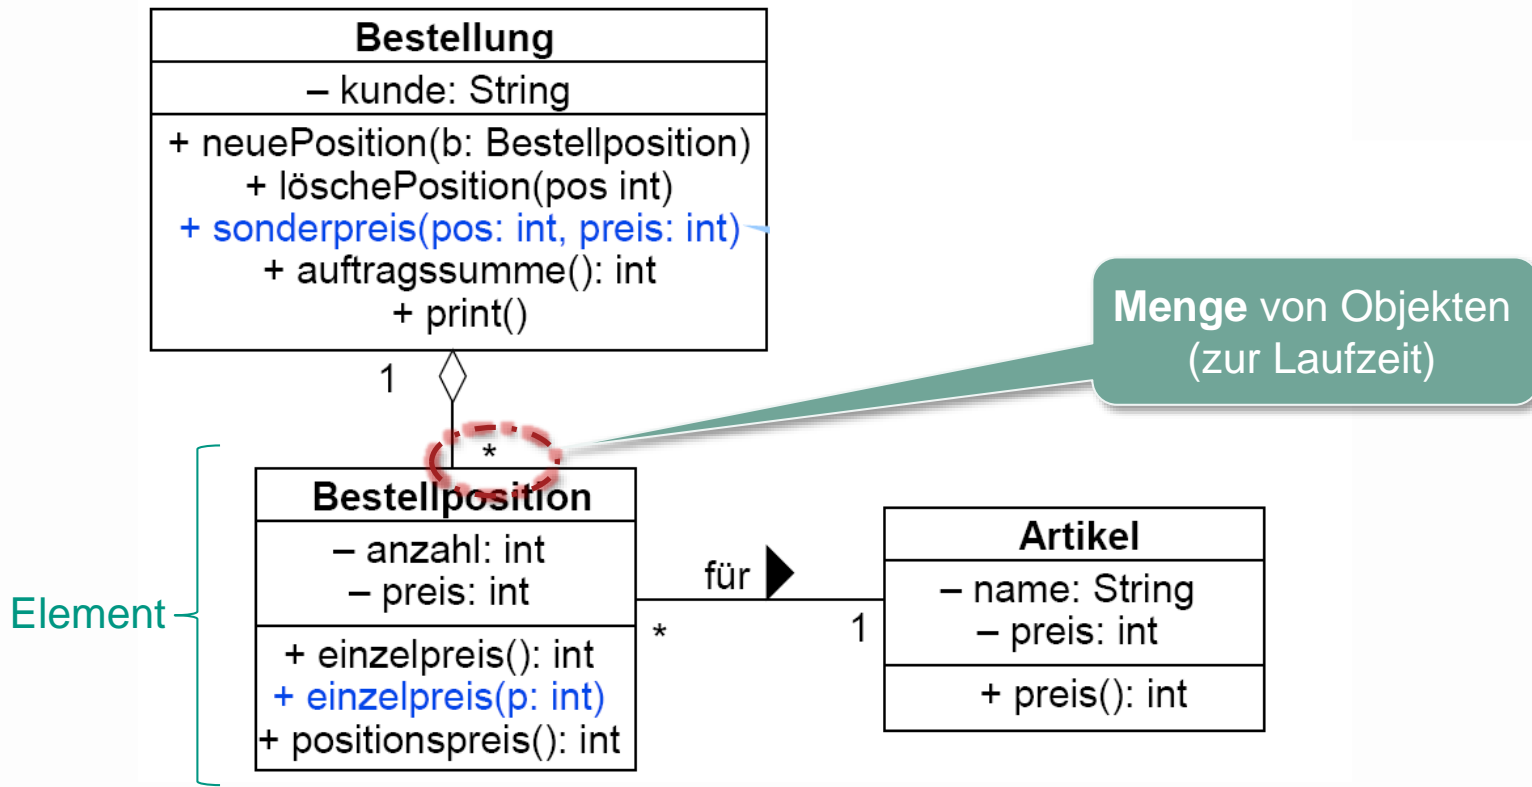 Bestellung
– kunde: String
+ neuePosition(b: Bestellposition)
+ löschePosition(pos int)
+ sonderpreis(pos: int, preis: int)
+ auftragssumme(): int
+ print()
Menge von Objekten
(zur Laufzeit)
1
*
Bestellposition
– anzahl: int
– preis: int
+ einzelpreis(): int
+ einzelpreis(p: int)
+ positionspreis(): int
Element
für
*
1
Artikel
– name: String
– preis: int
+ preis(): int